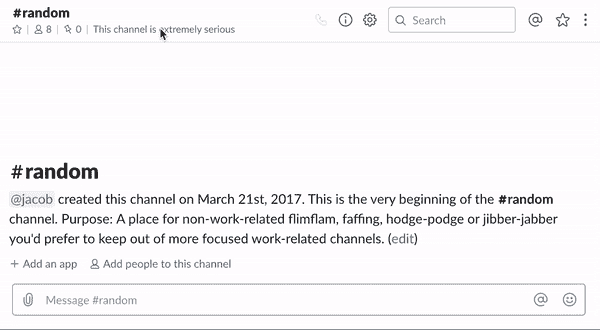 #random
8 | 0 | This channel is extremely serious
Search
#random
@jacob created this channel on March 21st, 2017. This is the very beginning of the #random
channel. Purpose: A place for non-work-related flimflam, faffing, hodge-podge or jibber-jabber
you'd prefer to keep out of more focused work-related channels. (edit)
+ Add an app Add people to this channel
Message #random